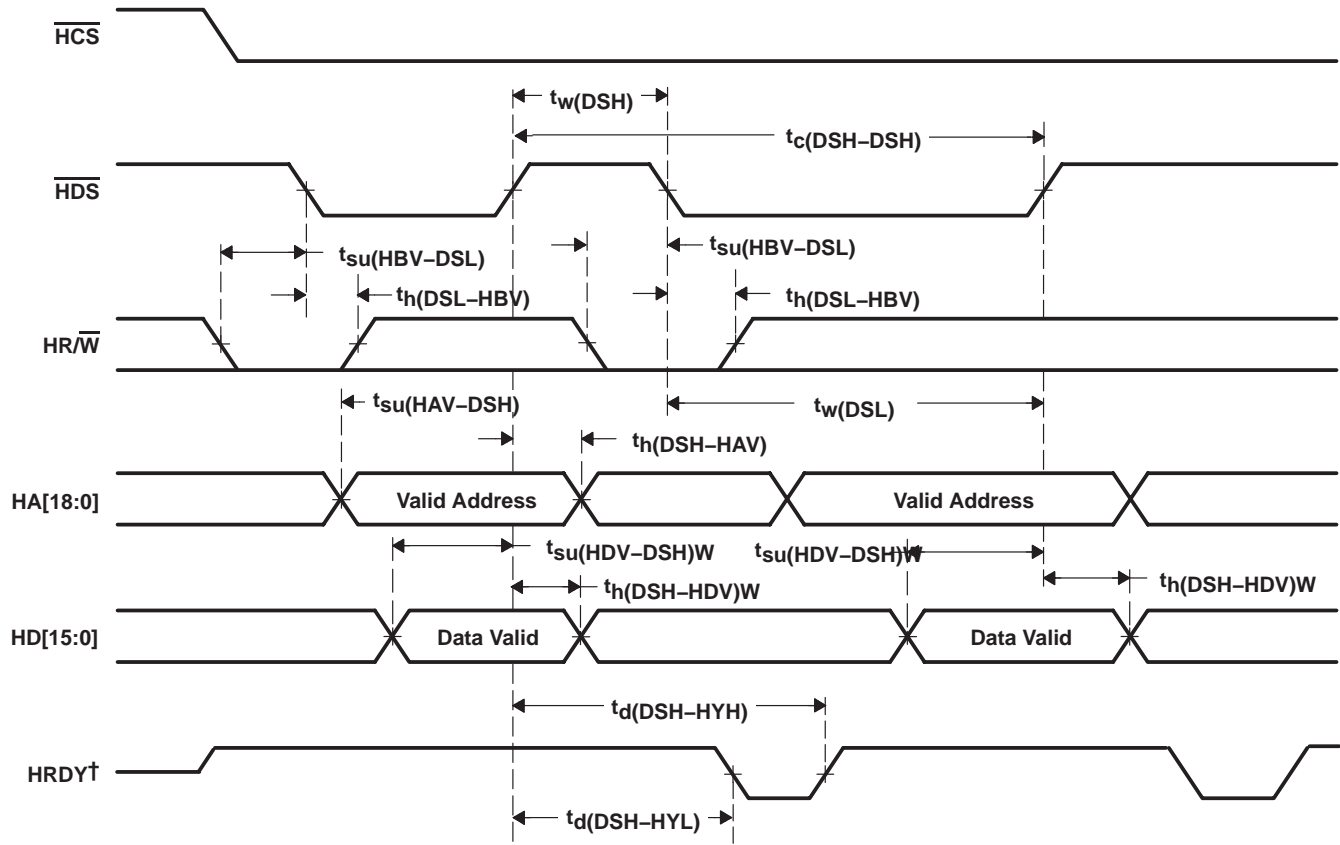 HCS
tw(DSH)
tc(DSH–DSH)
HDS
tsu(HBV–DSL)
tsu(HBV–DSL)
th(DSL–HBV)
th(DSL–HBV)
HR/W
tsu(HAV–DSH)
tw(DSL)
th(DSH–HAV)
HA[18:0]
Valid Address
Valid Address
tsu(HDV–DSH)W
tsu(HDV–DSH)W
th(DSH–HDV)W
th(DSH–HDV)W
HD[15:0]
Data Valid
Data Valid
td(DSH–HYH)
HRDY†
td(DSH–HYL)